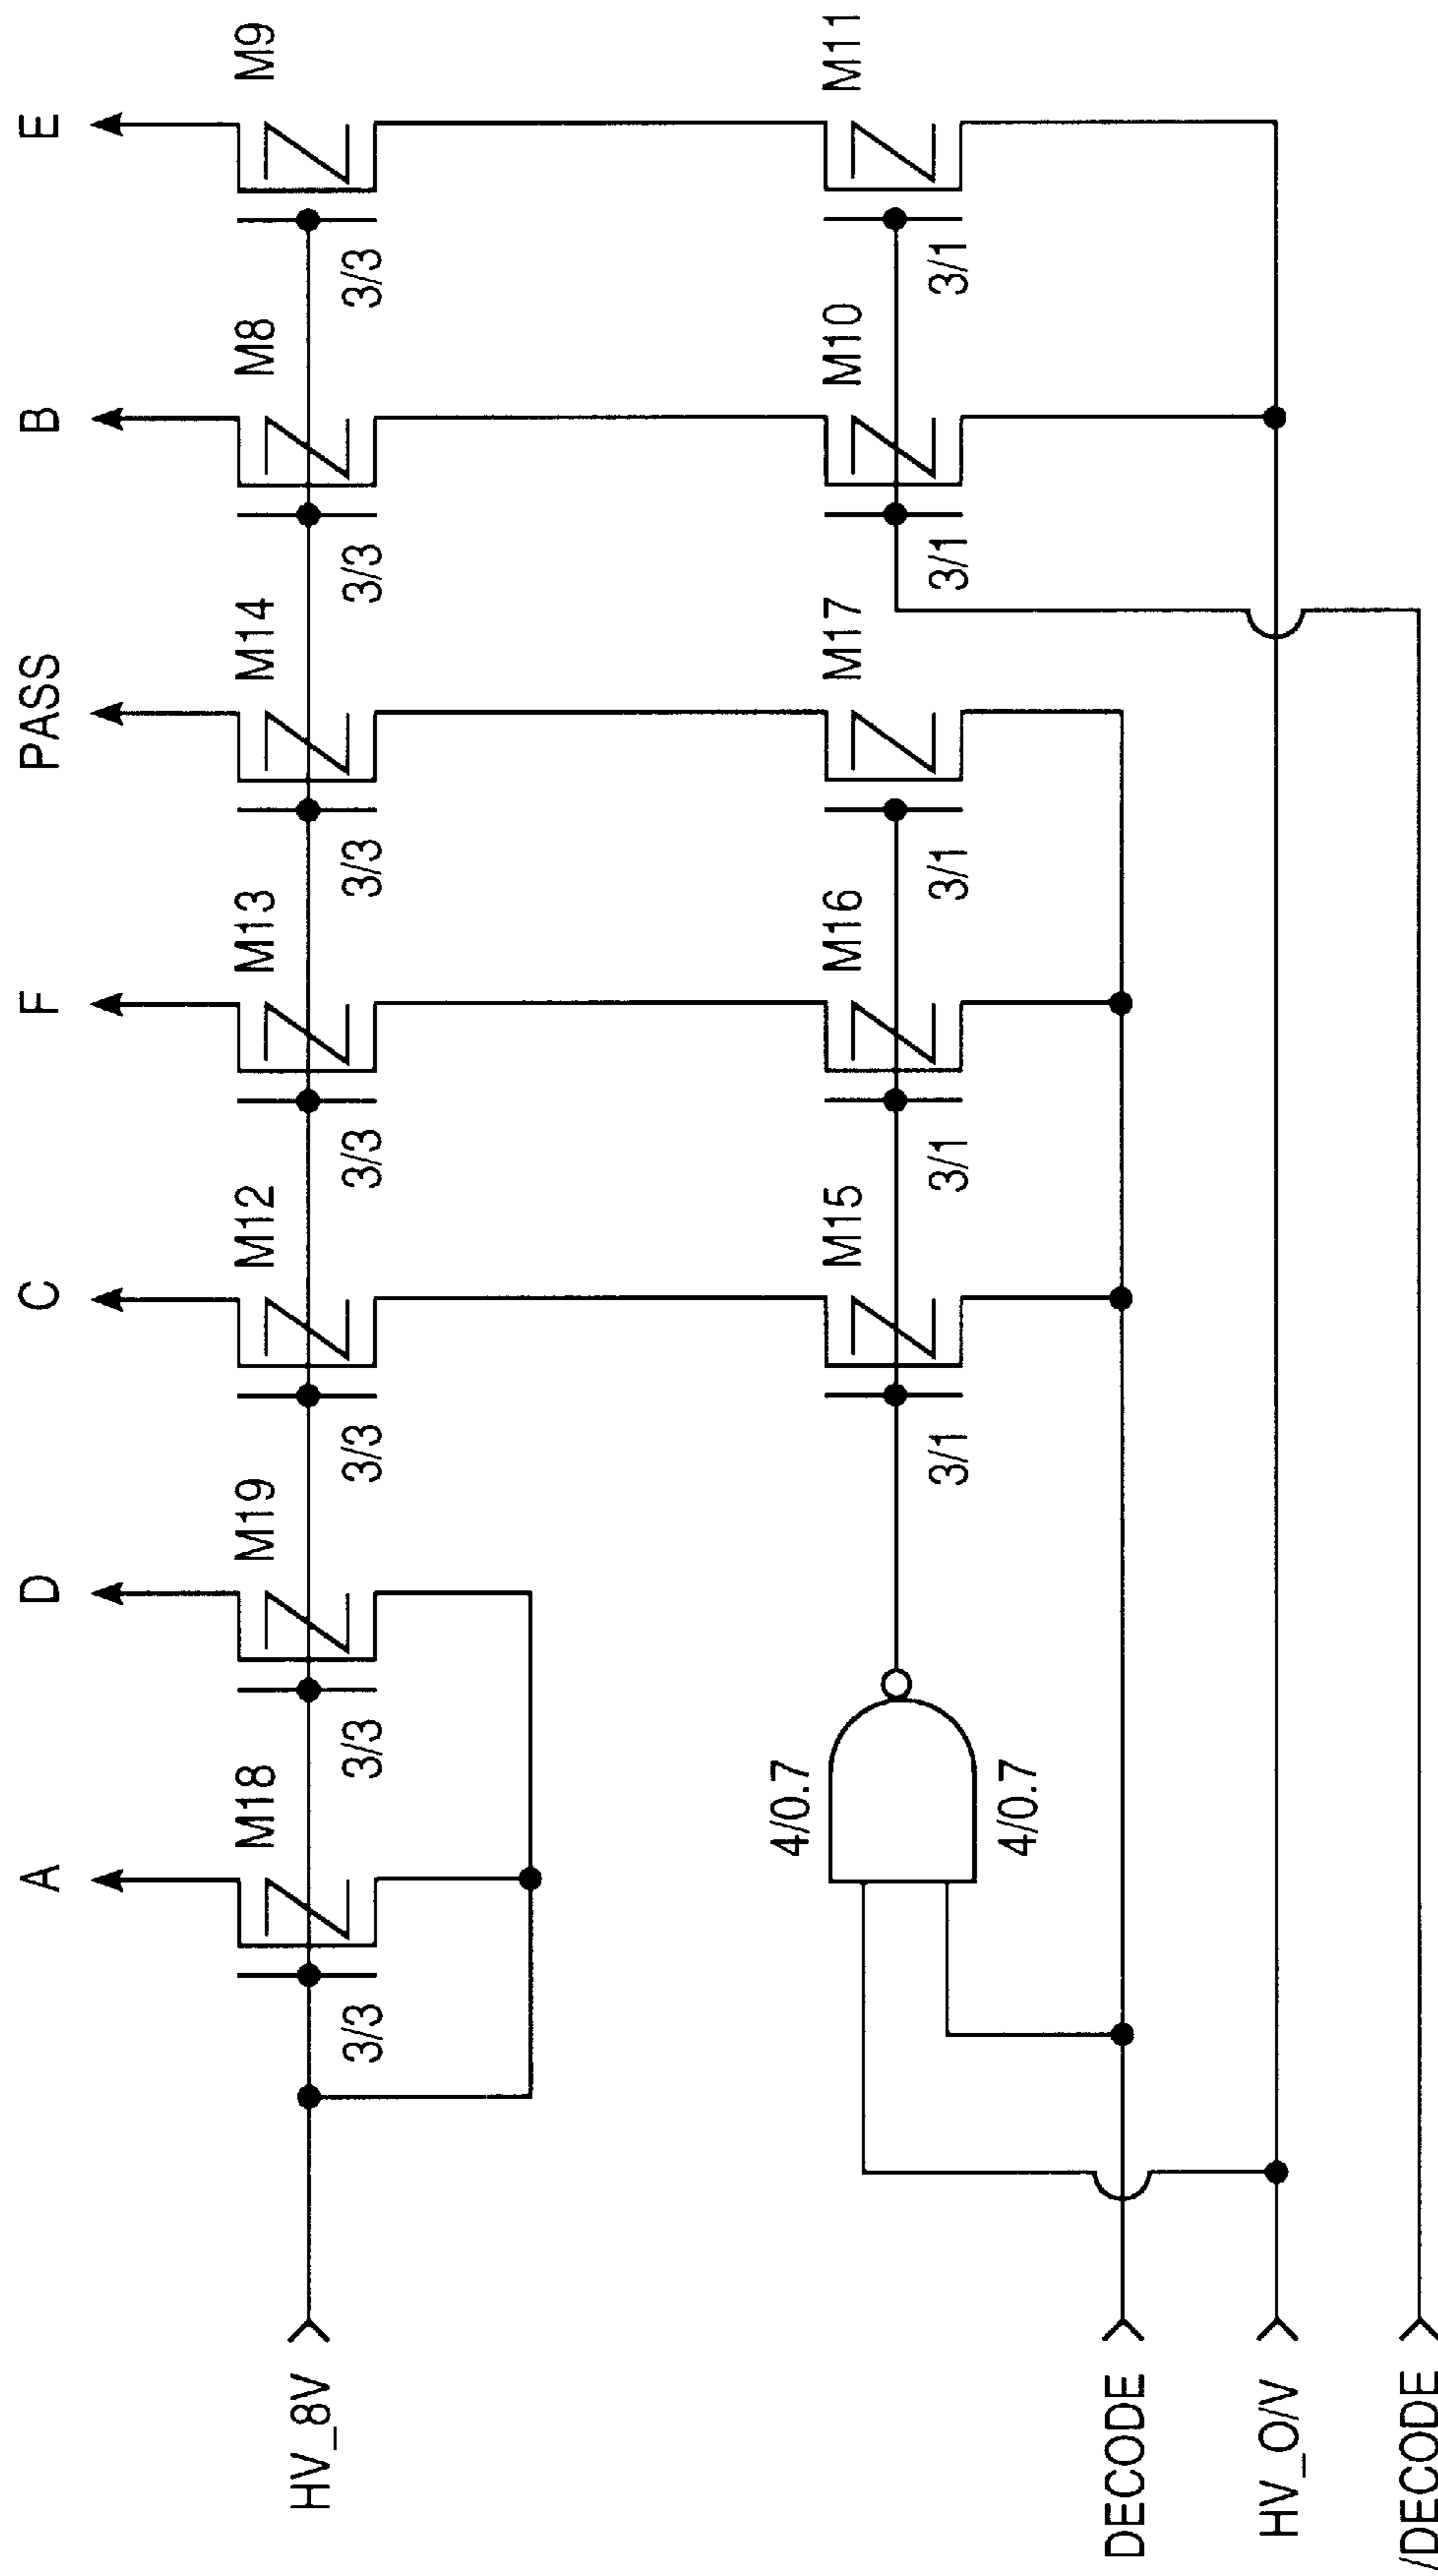 A
D
C
F
PASS
B
E
M18
M19
M12
M13
M14
M8
M9
3/3
3/3
3/3
3/3
3/3
3/3
3/3
HV_8V
4/0.7
M15
M16
M17
M10
M11
3/1
3/1
3/1
3/1
3/1
4/0.7
DECODE
HV_O/V
/DECODE